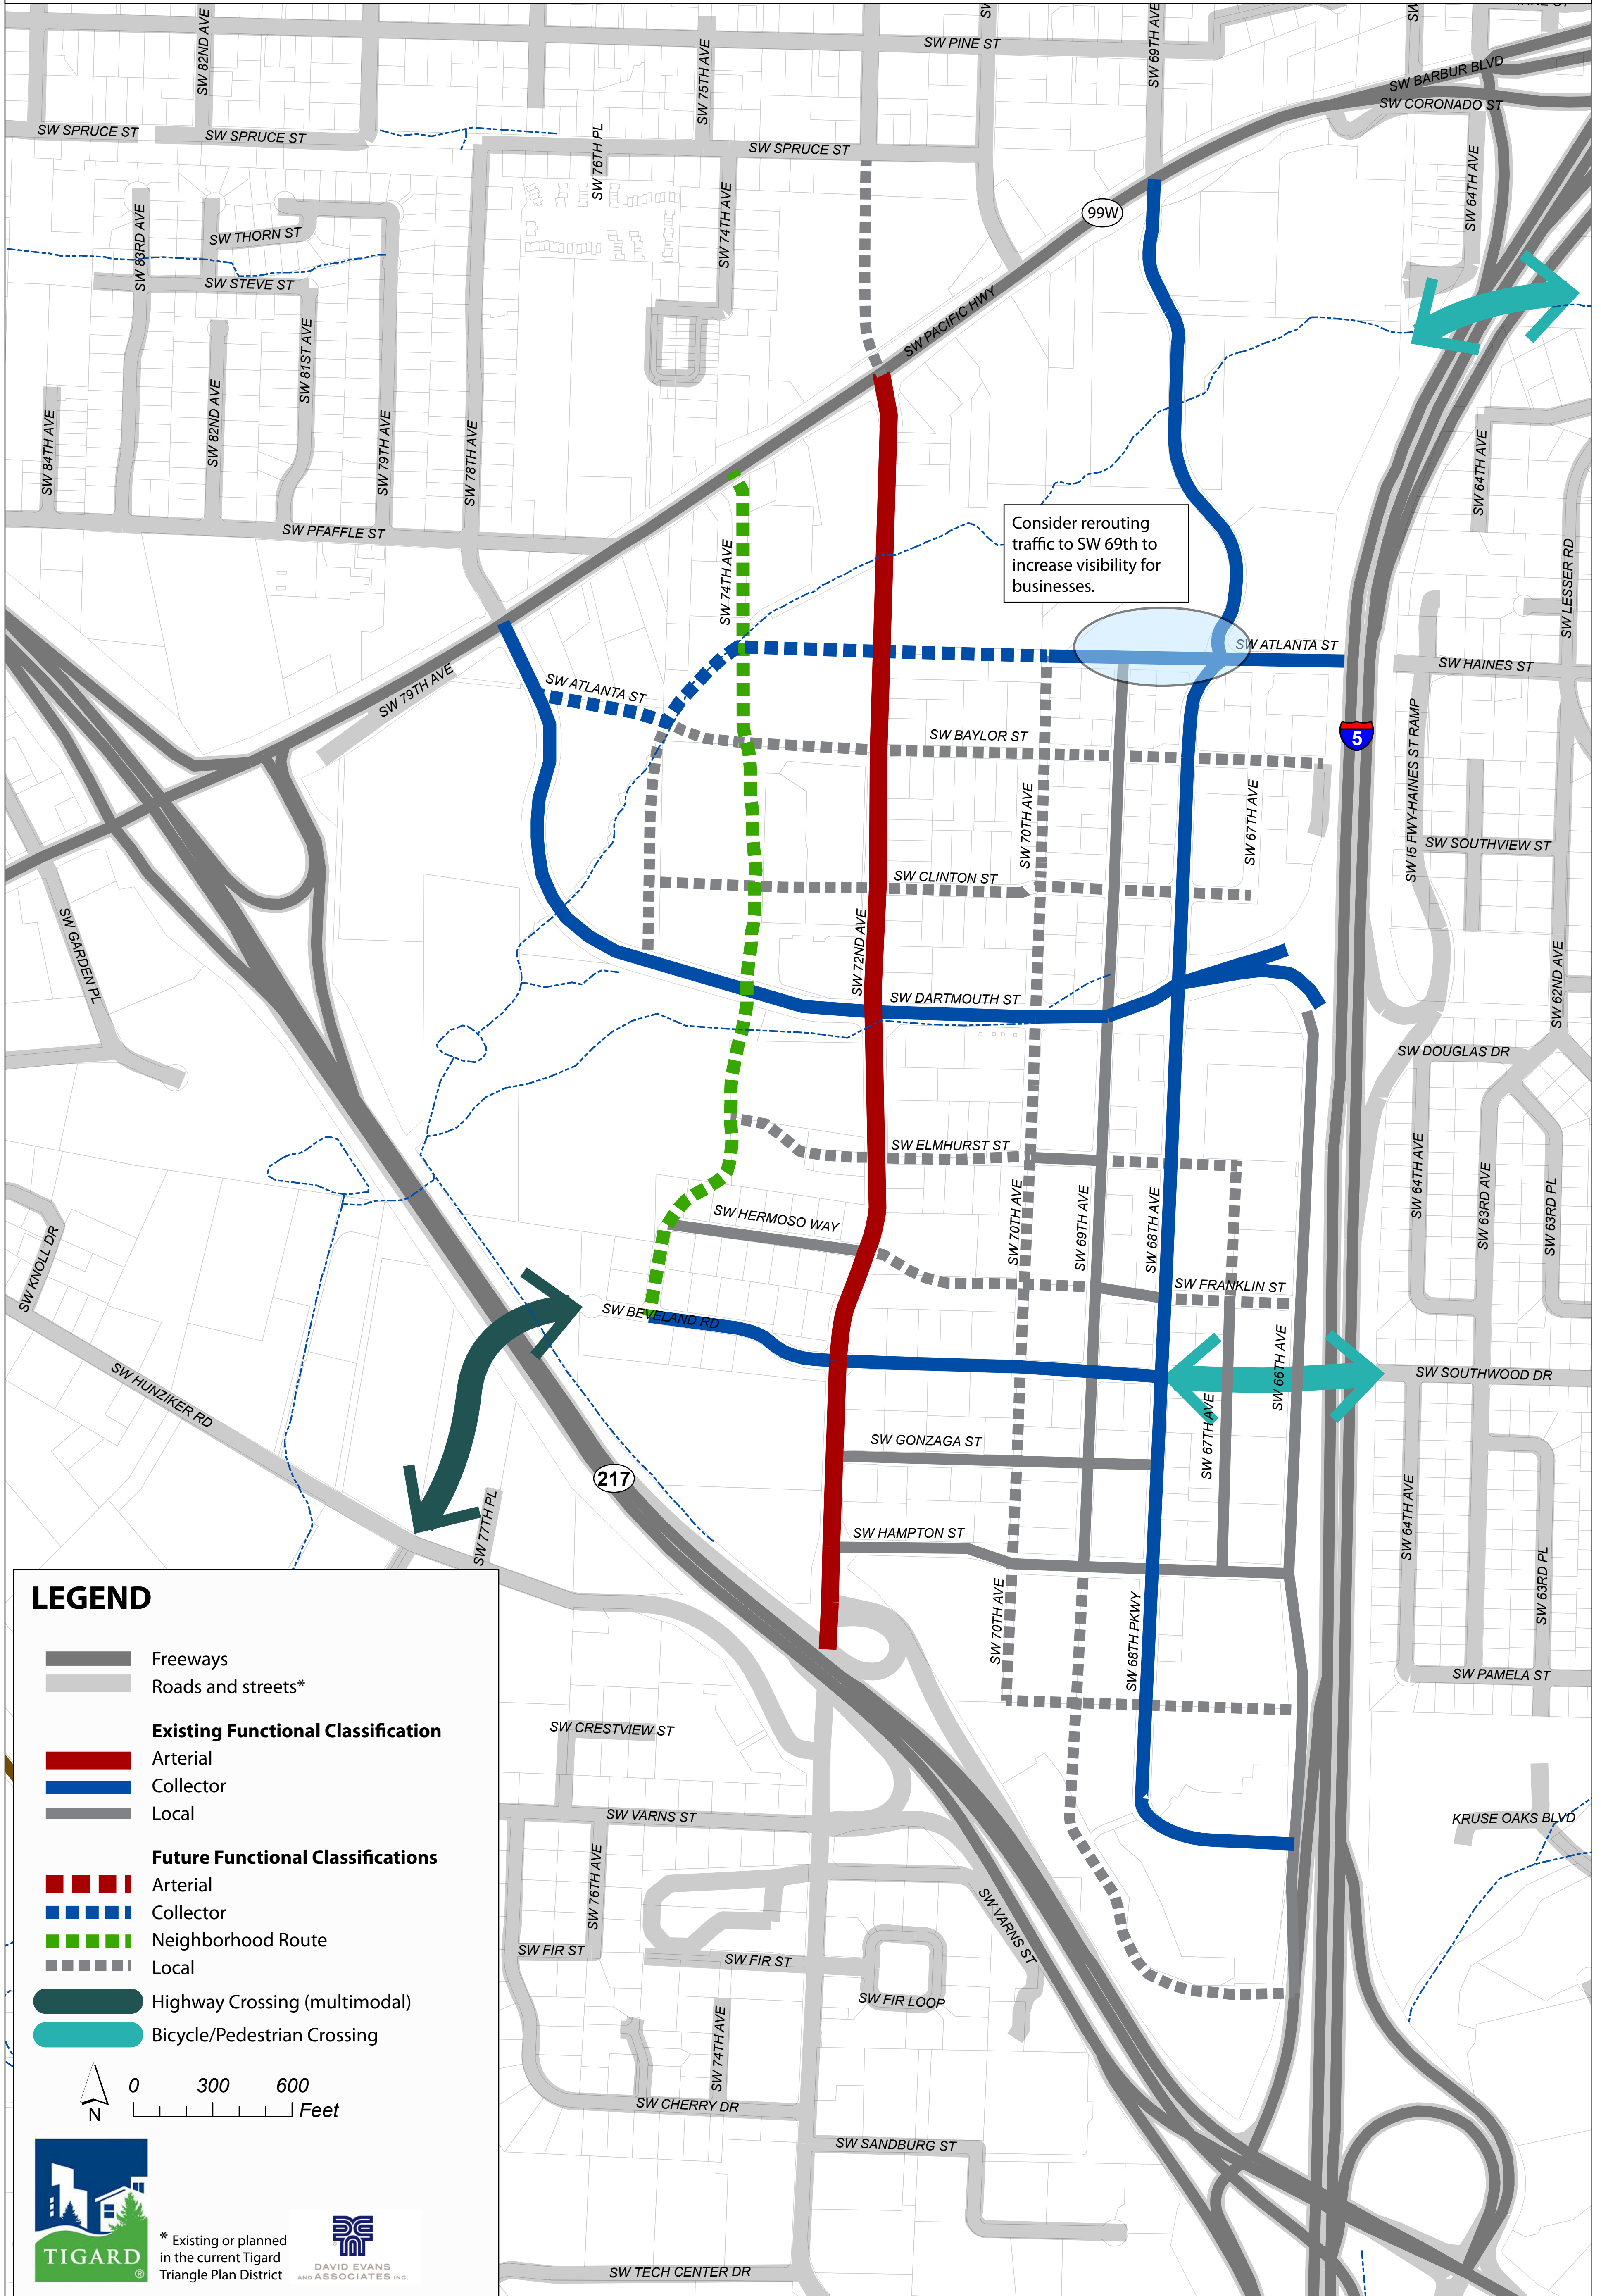 SW PINE ST
SW 82ND AVE
SW 75TH AVE
SW
SW 69TH AVE
SW
SW BARBUR BLVD
SW CORONADO ST
SW SPRUCE ST
SW SPRUCE ST
SW SPRUCE ST
SW 76TH PL
SW 74TH AVE
SW 64TH AVE
99W
SW 83RD AVE
SW THORN ST
SW STEVE ST
SW 81ST AVE
SW PACIFIC HWY
SW 84TH AVE
SW 82ND AVE
SW 79TH AVE
SW 78TH AVE
SW 64TH AVE
SW PFAFFLE ST
SW 74TH AVE
Consider rerouting
traffic to SW 69th to
increase visibility for
businesses.
SW LESSER RD
SW ATLANTA ST
SW HAINES ST
SW 79TH AVE
SW ATLANTA ST
SW BAYLOR ST
5
SW I5 FWY-HAINES ST RAMP
SW 70TH AVE
SW 67TH AVE
SW SOUTHVIEW ST
SW CLINTON ST
SW GARDEN PL
SW 72ND AVE
SW DARTMOUTH ST
SW 62ND AVE
SW DOUGLAS DR
SW ELMHURST ST
SW 64TH AVE
SW 63RD AVE
SW 63RD PL
SW HERMOSO WAY
SW 70TH AVE
SW 69TH AVE
SW 68TH AVE
SW KNOLL DR
SW FRANKLIN ST
SW BEVELAND RD
SW 66TH AVE
SW SOUTHWOOD DR
SW HUNZIKER RD
SW 67TH AVE
SW GONZAGA ST
217
SW 77TH PL
SW HAMPTON ST
SW 64TH AVE
SW 63RD PL
SW 70TH AVE
SW 68TH PKWY
SW PAMELA ST
SW CRESTVIEW ST
SW VARNS ST
KRUSE OAKS BLVD
SW 76TH AVE
SW VARNS ST
SW FIR ST
SW FIR ST
SW FIR LOOP
SW 74TH AVE
SW CHERRY DR
SW SANDBURG ST
SW TECH CENTER DR
LEGEND
Freeways
Roads and streets*
Existing Functional Classification
Arterial
Collector
Local
Future Functional Classifications
Arterial
Collector
Neighborhood Route
Local
Highway Crossing (multimodal)
Bicycle/Pedestrian Crossing
N
0 300 600
Feet
TIGARD
®
* Existing or planned
in the current Tigard
Triangle Plan District
DAVID EVANS
AND ASSOCIATES INC.